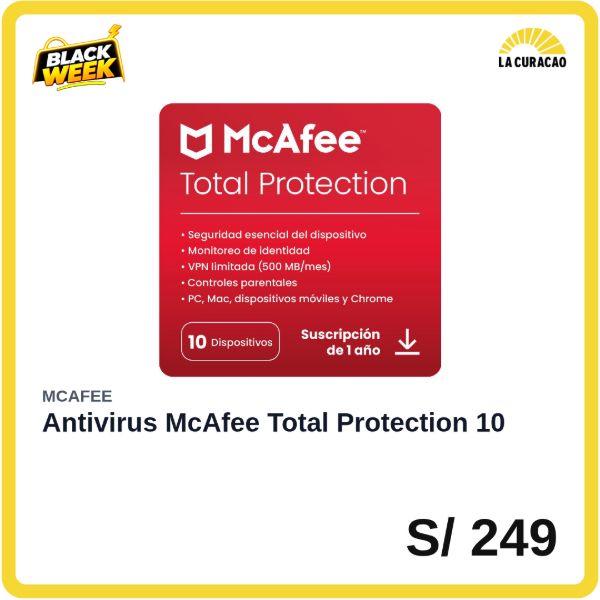 BLACK
WEEK
LA CURACAO
McAfee™
Total Protection
• Seguridad esencial del dispositivo
• Monitoreo de identidad
• VPN limitada (500 MB/mes)
• Controles parentales
• PC, Mac, dispositivos móviles y Chrome
10 Dispositivos
Suscripción
de 1 año
MCAFEE
Antivirus McAfee Total Protection 10
S/ 249